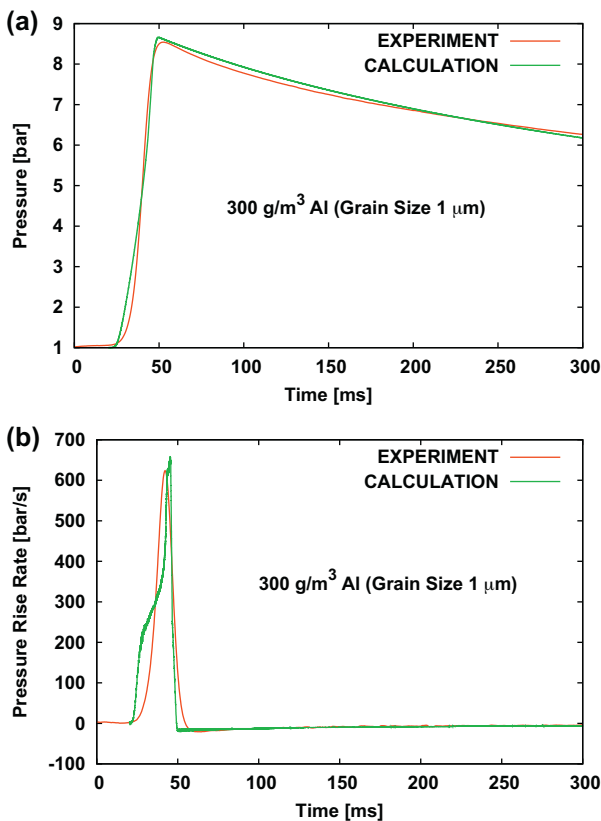 (a)
9
8
7
6
5
4
3
2
1
Pressure [bar]
EXPERIMENT
CALCULATION
300 g/m³ Al (Grain Size 1 μm)
0 50 100 150 200 250 300
Time [ms]
(b)
700
600
500
400
300
200
100
0
-100
Pressure Rise Rate [bar/s]
EXPERIMENT
CALCULATION
300 g/m³ Al (Grain Size 1 μm)
0 50 100 150 200 250 300
Time [ms]